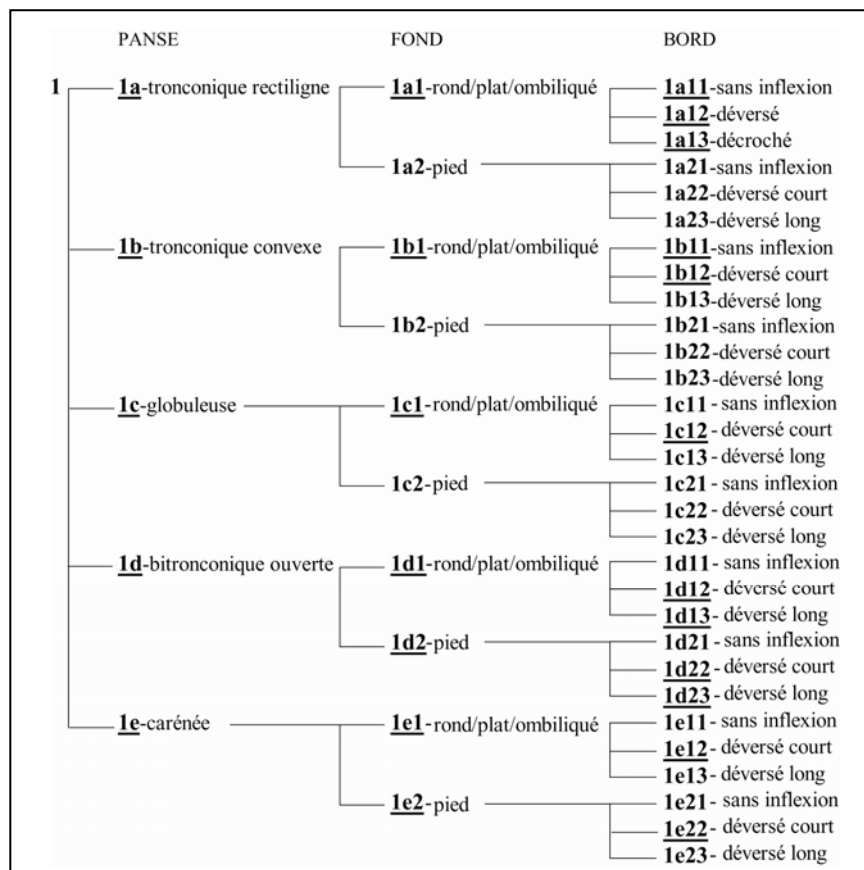 PANSE FOND BORD
1 1a-tronconique rectiligne 1a1-rond/plat/ombiliqué 1a11-sans inflexion
1a12-déversé
1a13-décroché
1a2-pied 1a21-sans inflexion
1a22-déversé court
1a23-déversé long
1b-tronconique convexe 1b1-rond/plat/ombiliqué 1b11-sans inflexion
1b12-déversé court
1b13-déversé long
1b2-pied 1b21-sans inflexion
1b22-déversé court
1b23-déversé long
1c-globuleuse 1c1-rond/plat/ombiliqué 1c11- sans inflexion
1c12- déversé court
1c13- déversé long
1c2-pied 1c21- sans inflexion
1c22- déversé court
1c23- déversé long
1d-bitronconique ouverte 1d1-rond/plat/ombiliqué 1d11- sans inflexion
1d12- déversé court
1d13- déversé long
1d2-pied 1d21- sans inflexion
1d22- déversé court
1d23- déversé long
1e-carénée 1e1-rond/plat/ombiliqué 1e11- sans inflexion
1e12- déversé court
1e13- déversé long
1e2-pied 1e21- sans inflexion
1e22- déversé court
1e23- déversé long